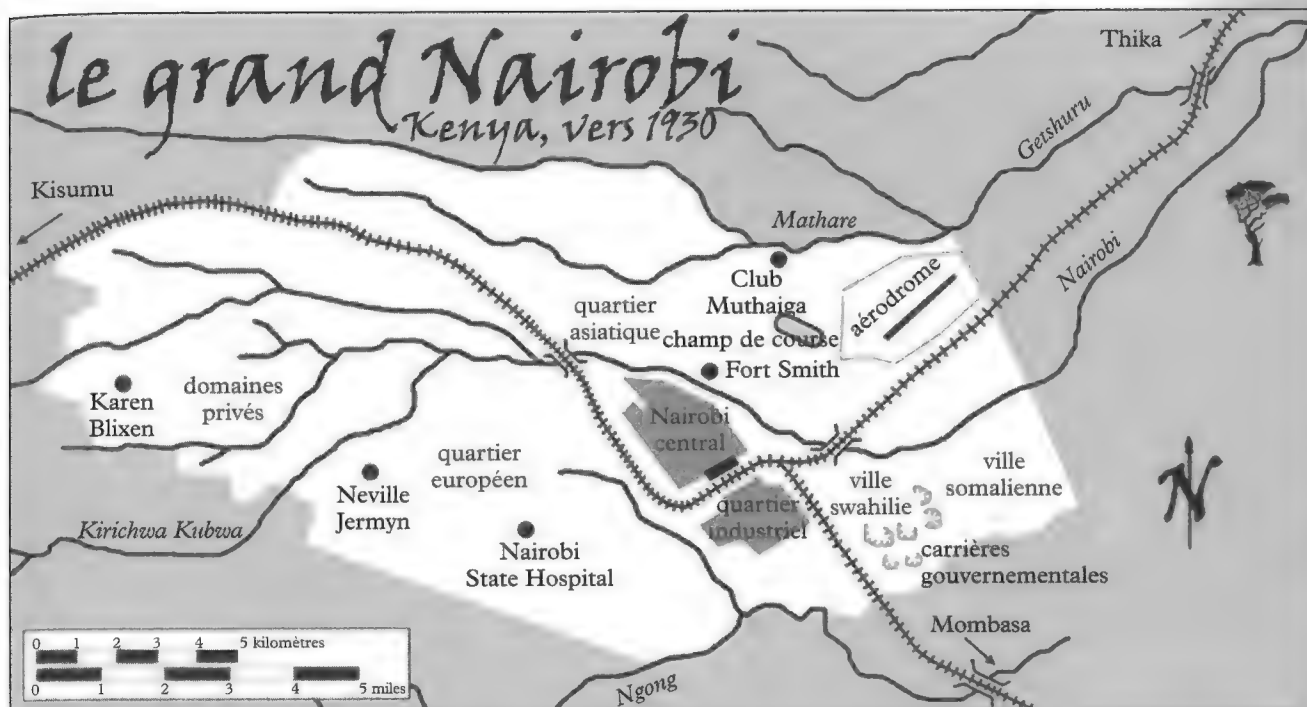 le grand Nairobi
Kenya, vers 1930
Thika
Getshuru
Kisumu
Mathare
Nairobi
Club
Muthaiga
aérodrome
quartier
asiatique
champ de course
Fort Smith
Karen
Blixen
domaines
privés
Nairobi
central
quartier
européen
Neville
Jermyn
ville
swahilie
ville
somalienne
N
quartier
industriel
Kirichwa Kubwa
Nairobi
State Hospital
carrières
gouvernementales
Mombasa
Ngong
0 1 2 3 4 5 kilomètres
0 1 2 3 4 5 miles